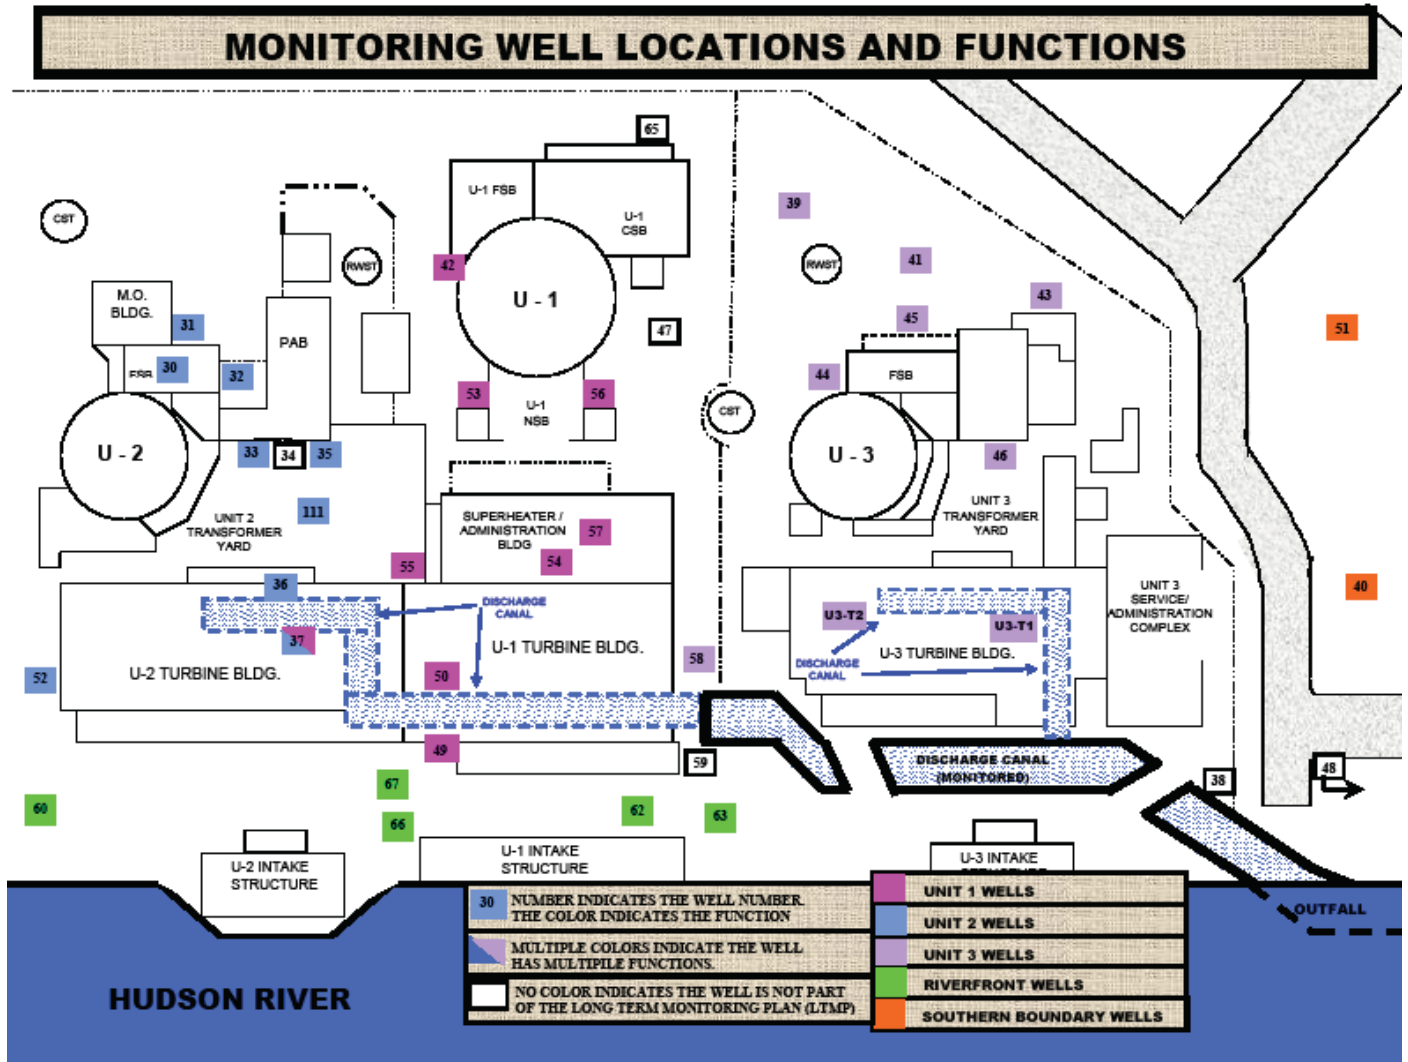 MONITORING WELL LOCATIONS AND FUNCTIONS
65
U-1 FSB
U-1
CSB
39
CST
RWST
42
RWST
41
U - 1
43
M.O.
BLDG.
31
45
47
51
PAB
FSB
30
32
44
FSB
53
56
U-1
NSB
CST
U - 2
33
34
35
U - 3
46
111
UNIT 2
TRANSFORMER
YARD
SUPERHEATER /
ADMINISTRATION
BLDG
57
54
UNIT 3
TRANSFORMER
YARD
55
36
DISCHARGE
CANAL
U3-T2
U3-T1
UNIT 3
SERVICE/
ADMINISTRATION
COMPLEX
40
37
U-1 TURBINE BLDG.
58
U-3 TURBINE BLDG.
DISCHARGE
CANAL
52
U-2 TURBINE BLDG.
50
49
59
DISCHARGE CANAL
(MONITORED)
38
48
67
60
66
62
63
U-2 INTAKE
STRUCTURE
U-1 INTAKE
STRUCTURE
U-3 INTAKE
STRUCTURE
30
NUMBER INDICATES THE WELL NUMBER.
THE COLOR INDICATES THE FUNCTION
MULTIPLE COLORS INDICATE THE WELL
HAS MULTIPILE FUNCTIONS.
NO COLOR INDICATES THE WELL IS NOT PART
OF THE LONG TERM MONITORING PLAN (LTMP)
UNIT 1 WELLS
UNIT 2 WELLS
UNIT 3 WELLS
RIVERFRONT WELLS
SOUTHERN BOUNDARY WELLS
OUTFALL
HUDSON RIVER